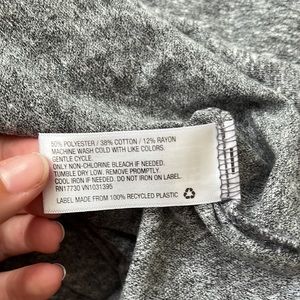 50% POLYESTER / 38% COTTON / 12% RAYON
MACHINE WASH COLD WITH LIKE COLORS.
GENTLE CYCLE.
ONLY NON-CHLORINE BLEACH IF NEEDED.
TUMBLE DRY LOW. REMOVE PROMPTLY.
COOL IRON IF NEEDED. DO NOT IRON ON LABEL.
RN17730 VN1031395
LABEL MADE FROM 100% RECYCLED PLASTIC